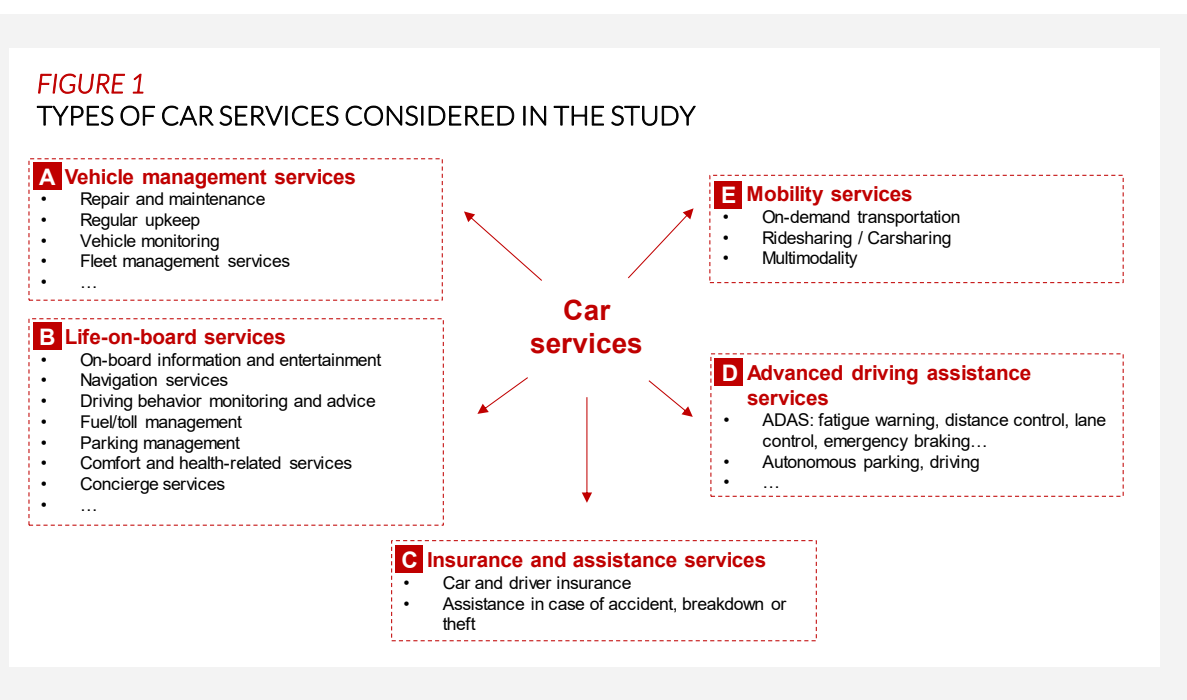 FIGURE 1
TYPES OF CAR SERVICES CONSIDERED IN THE STUDY
A Vehicle management services
• Repair and maintenance
• Regular upkeep
• Vehicle monitoring
• Fleet management services
• …
B Life-on-board services
• On-board information and entertainment
• Navigation services
• Driving behavior monitoring and advice
• Fuel/toll management
• Parking management
• Comfort and health-related services
• Concierge services
• …
Car
services
E Mobility services
• On-demand transportation
• Ridesharing / Carsharing
• Multimodality
D Advanced driving assistance
services
• ADAS: fatigue warning, distance control, lane
control, emergency braking…
• Autonomous parking, driving
• …
C Insurance and assistance services
• Car and driver insurance
• Assistance in case of accident, breakdown or
theft